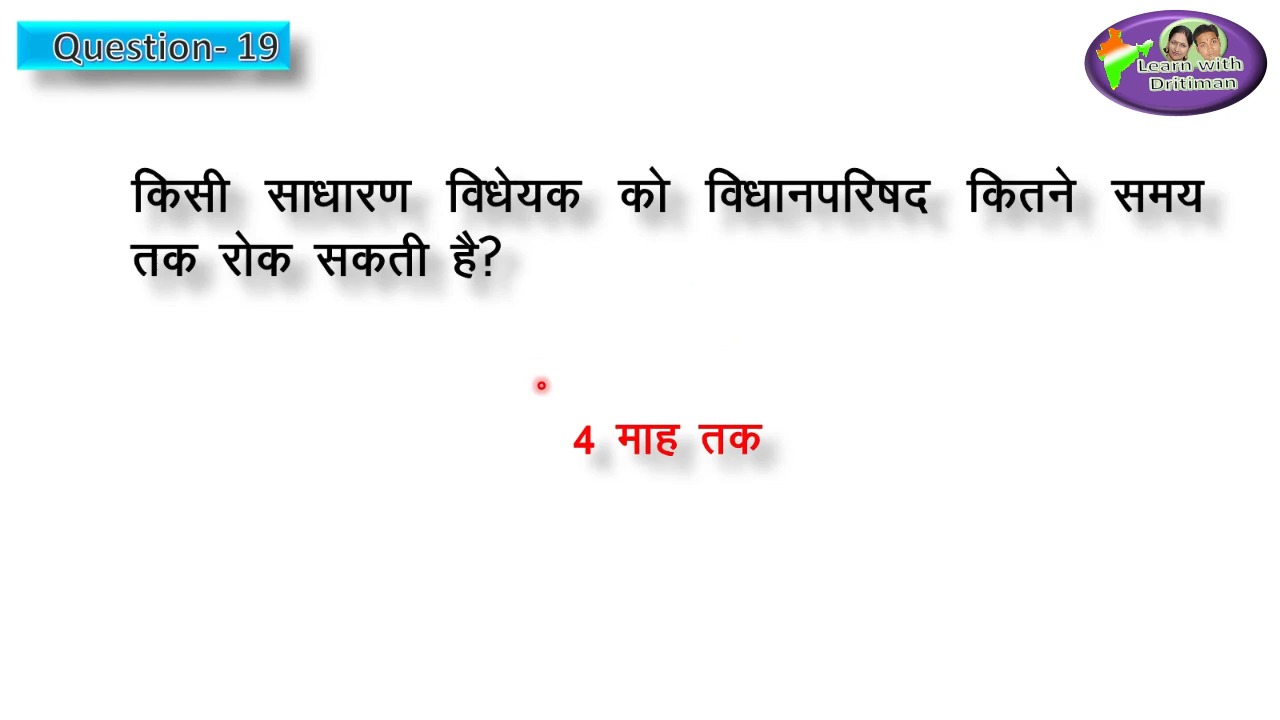 Question- 19
Learn with
Dritiman
किसी साधारण विधेयक को विधानपरिषद कितने समय
तक रोक सकती है?
4 माह तक